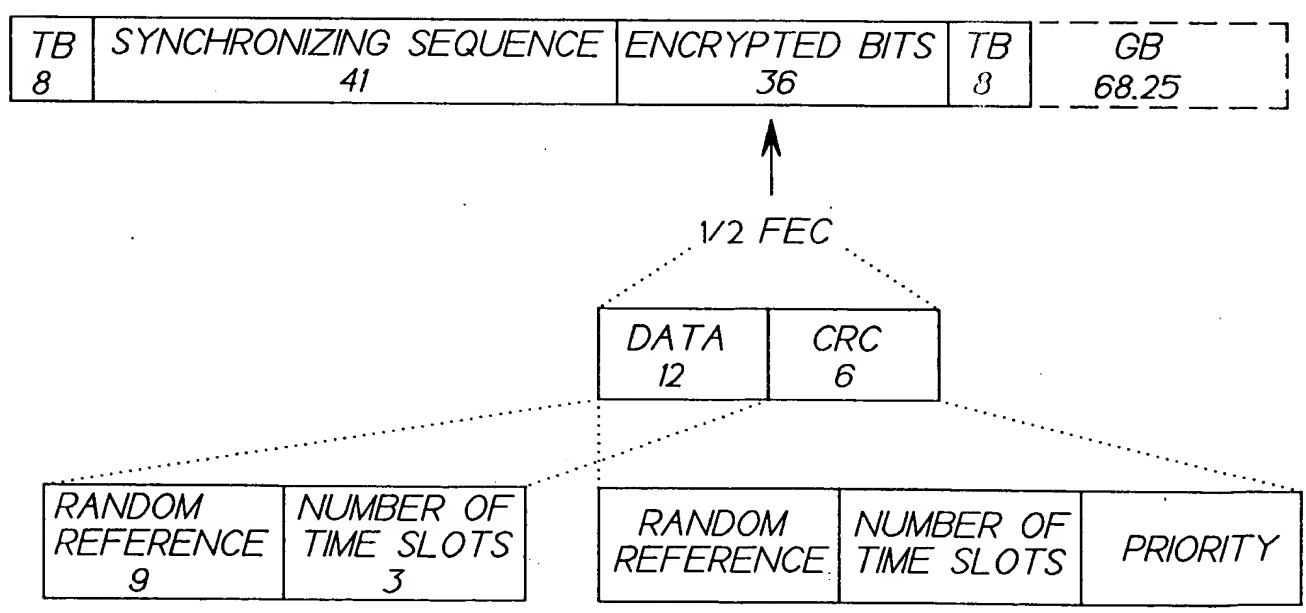 TB SYNCHRONIZING SEQUENCE ENCRYPTED BITS TB GB
8 41 36 8 68.25
1/2 FEC
DATA CRC
12 6
RANDOM REFERENCE 9
NUMBER OF TIME SLOTS 3
RANDOM REFERENCE
NUMBER OF TIME SLOTS
PRIORITY